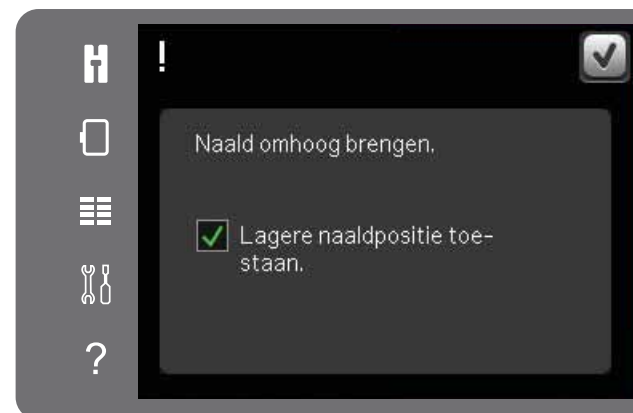 !
Naald omhoog brengen.
Lagere naaldpositie toe-
staan.
?